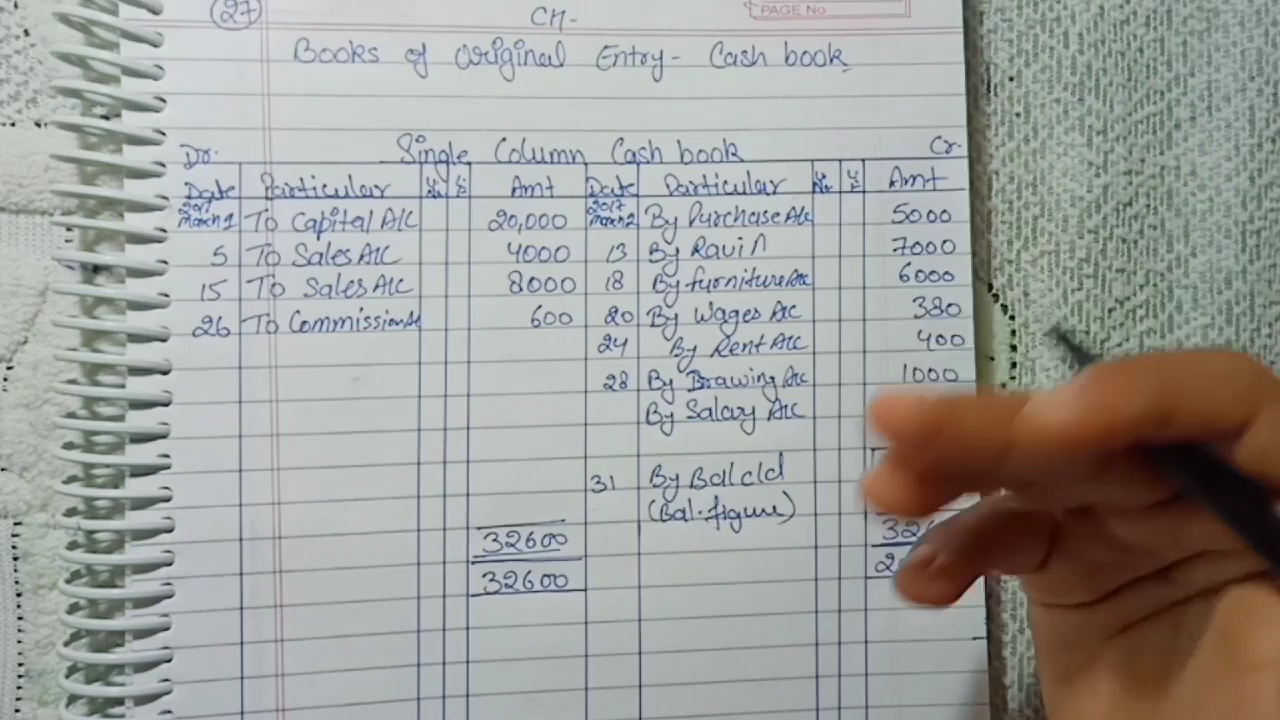 27
CH-
PAGE No
Books of Original Entry - Cash book
Dr. Single Column Cash book Cr.
Date Particular Amt Date Particular Amt
2017 March 1 To Capital A/C 20,000 2017 March 2 By Purchase A/c 5000
5 To Sales A/C 4000 13 By Ravi 7000
15 To Sales A/C 8000 18 By furniture A/c 6000
26 To Commission A/c 600 20 By Wages A/c 380
24 By Rent A/c 400
28 By Drawing A/c 1000
By Salary A/c
31 By Bal c/d
(Bal. figure)
32600
32600